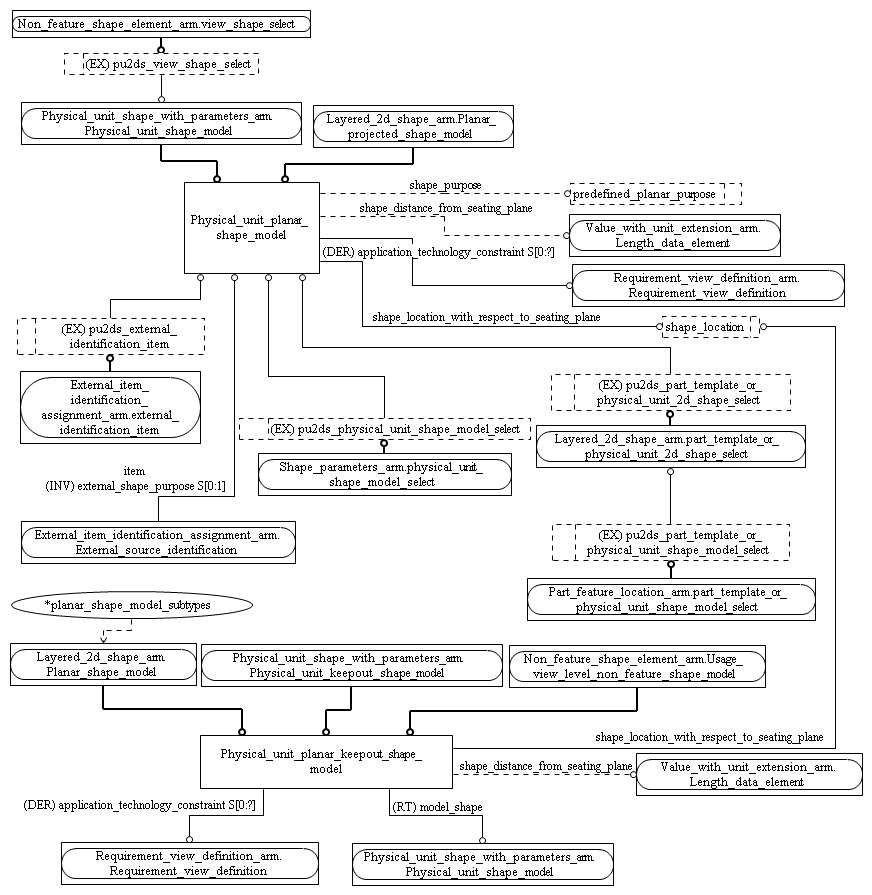 Non_feature_shape_element_arm.view_shape_select
(EX) pu2ds_view_shape_select
Physical_unit_shape_with_parameters_arm.
Physical_unit_shape_model
Layered_2d_shape_arm.Planar_
projected_shape_model
Physical_unit_planar_
shape_model
shape_purpose
predefined_planar_purpose
shape_distance_from_seating_plane
Value_with_unit_extension_arm.
Length_data_element
(DER) application_technology_constraint S[0:?]
Requirement_view_definition_arm.
Requirement_view_definition
shape_location_with_respect_to_seating_plane
shape_location
(EX) pu2ds_external_
identification_item
External_item_
identification_
assignment_arm.external_
identification_item
(EX) pu2ds_part_template_or_
physical_unit_2d_shape_select
(EX) pu2ds_physical_unit_shape_model_select
Layered_2d_shape_arm.part_template_or_
physical_unit_2d_shape_select
Shape_parameters_arm.physical_unit_
shape_model_select
item
(INV) external_shape_purpose S[0:1]
External_item_identification_assignment_arm.
External_source_identification
(EX) pu2ds_part_template_or_
physical_unit_shape_model_select
Part_feature_location_arm.part_template_or_
physical_unit_shape_model_select
*planar_shape_model_subtypes
Layered_2d_shape_arm.
Planar_shape_model
Physical_unit_shape_with_parameters_arm.
Physical_unit_keepout_shape_model
Non_feature_shape_element_arm.Usage_
view_level_non_feature_shape_model
Physical_unit_planar_keepout_shape_
model
shape_location_with_respect_to_seating_plane
shape_distance_from_seating_plane
Value_with_unit_extension_arm.
Length_data_element
(DER) application_technology_constraint S[0:?]
(RT) model_shape
Requirement_view_definition_arm.
Requirement_view_definition
Physical_unit_shape_with_parameters_arm.
Physical_unit_shape_model